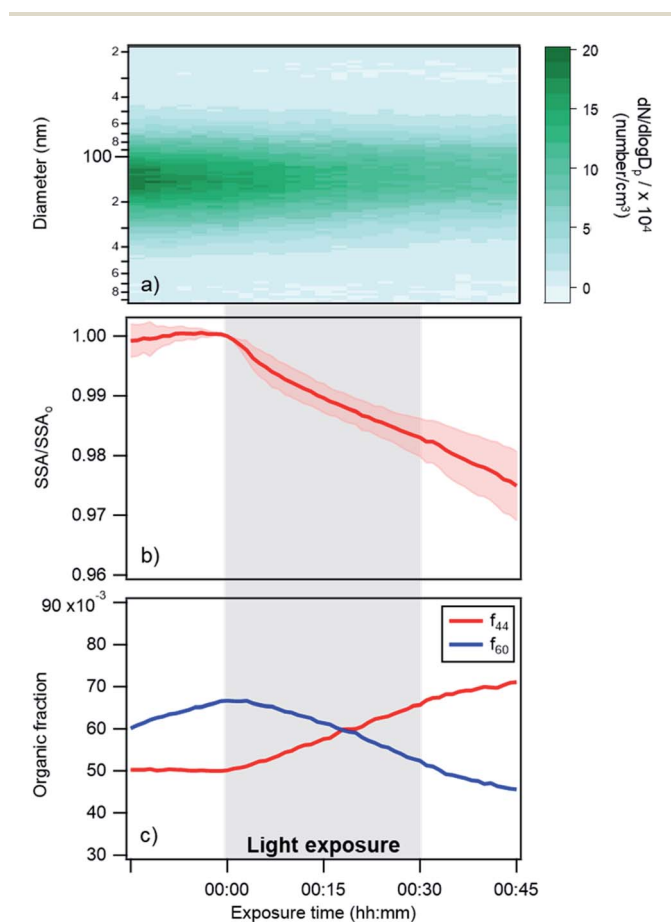 2
4
6
8
100
2
4
6
8
Diameter (nm)
a)
20
15
10
5
0
dN/dlogDp / x 10⁴
(number/cm³)
1.00
0.99
0.98
0.97
0.96
SSA/SSAo
b)
90 x10⁻³
80
70
60
50
40
30
Organic fraction
f44
f60
c)
Light exposure
00:00
00:15
00:30
00:45
Exposure time (hh:mm)